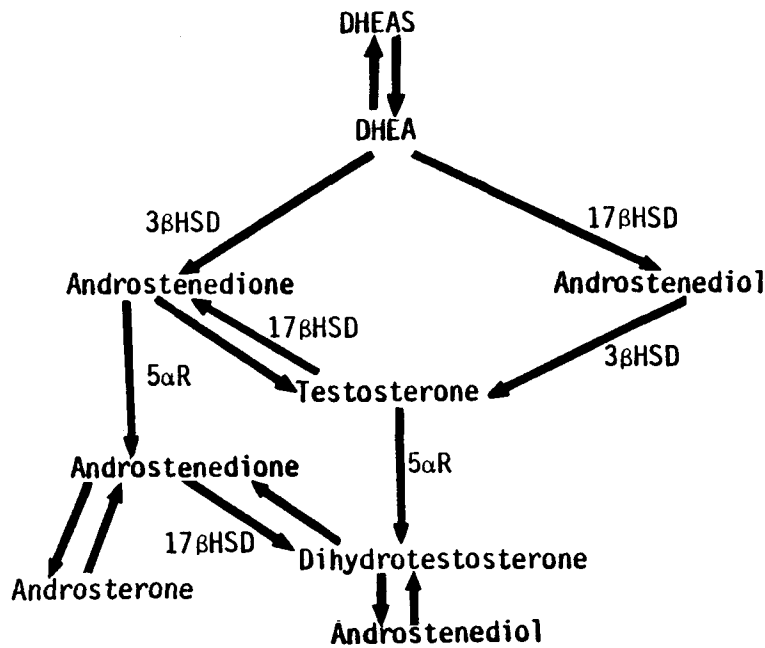 DHEAS
DHEA
3βHSD
17βHSD
Androstenedione
Androstenediol
17βHSD
3βHSD
5αR
Testosterone
Androstenedione
5αR
17βHSD
Dihydrotestosterone
Androsterone
Androstenediol